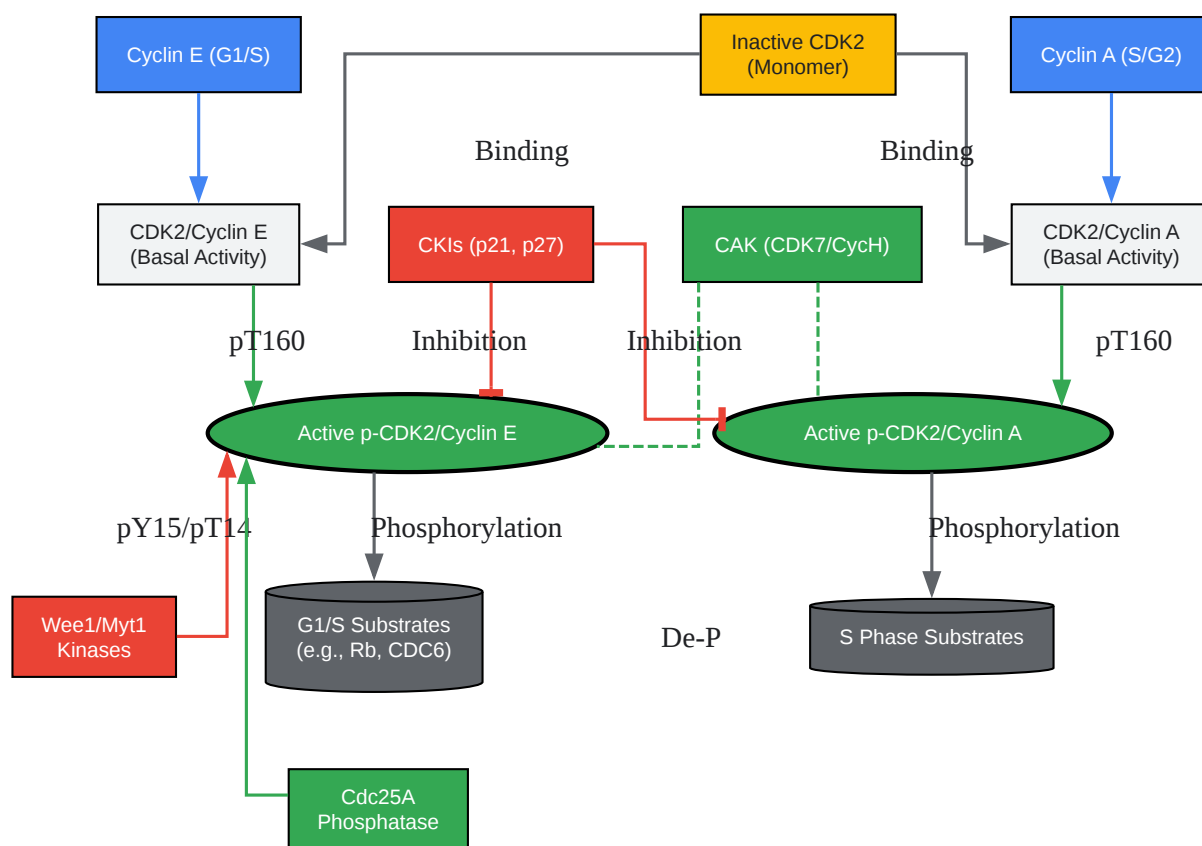 Cyclin E (G1/S)
Inactive CDK2
(Monomer)
Cyclin A (S/G2)
Binding
Binding
CDK2/Cyclin E
(Basal Activity)
CKIs (p21, p27)
CAK (CDK7/CycH)
CDK2/Cyclin A
(Basal Activity)
pT160
Inhibition
Inhibition
pT160
Active p-CDK2/Cyclin E
Active p-CDK2/Cyclin A
pY15/pT14
Phosphorylation
Phosphorylation
Wee1/Myt1
Kinases
G1/S Substrates
(e.g., Rb, CDC6)
De-P
S Phase Substrates
Cdc25A
Phosphatase